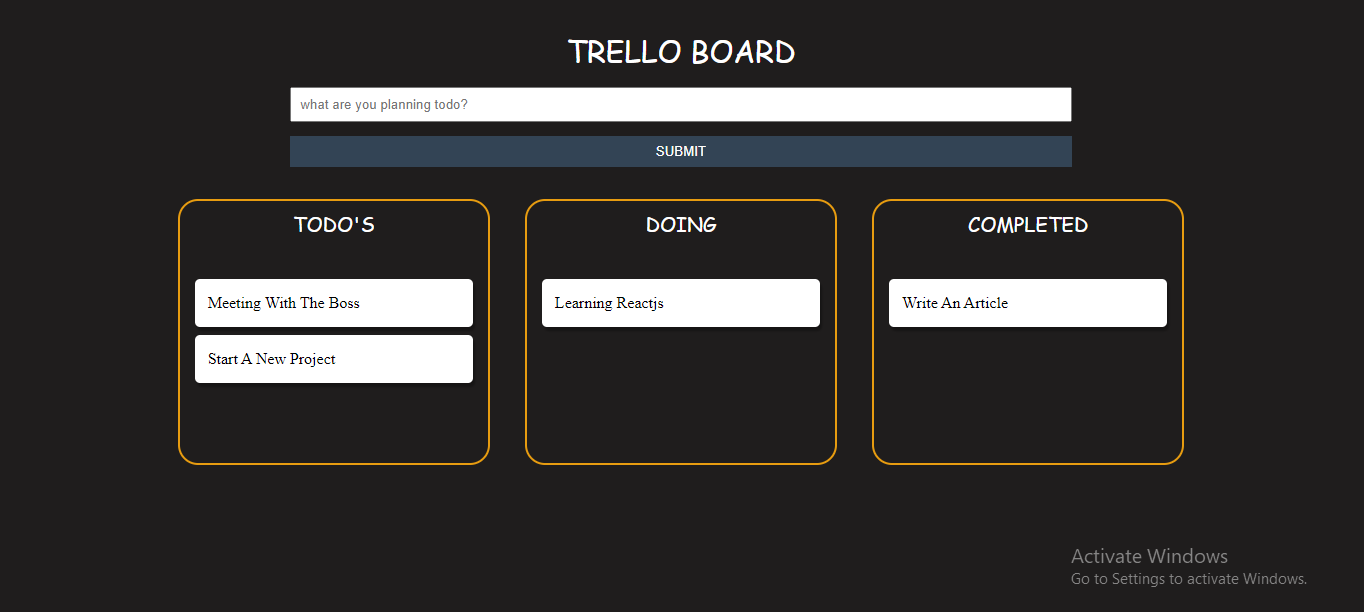 TRELLO BOARD
what are you planning todo?
SUBMIT
TODO'S
Meeting With The Boss
Start A New Project
DOING
Learning Reactjs
COMPLETED
Write An Article
Activate Windows
Go to Settings to activate Windows.